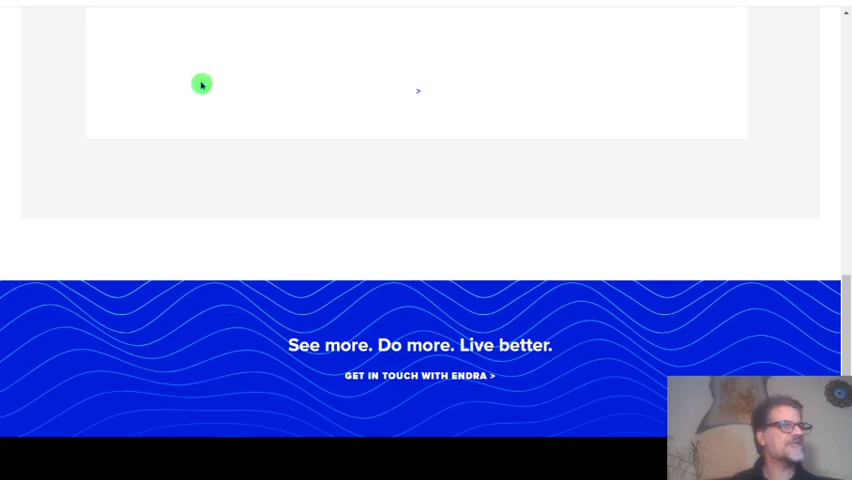 >
See more. Do more. Live better.
GET IN TOUCH WITH ENDRA >